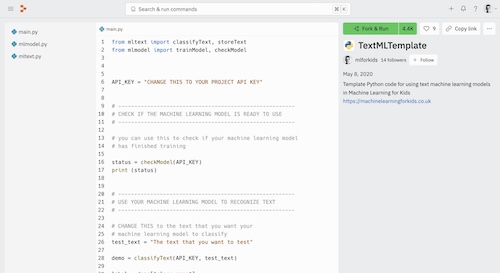 Search & run commands
⌘ K
main.py
mlmodel.py
mltext.py
main.py
1 from mltext import classifyText, storeText
2 from mlmodel import trainModel, checkModel
3
4
5
6 API_KEY = "CHANGE THIS TO YOUR PROJECT API KEY"
7
8
9 # ------------------------------------------------
10 # CHECK IF THE MACHINE LEARNING MODEL IS READY TO USE
11 # ------------------------------------------------
12
13 # you can use this to check if your machine learning model
14 # has finished training
15
16 status = checkModel(API_KEY)
17 print (status)
18
19
20 # ------------------------------------------------
21 # USE YOUR MACHINE LEARNING MODEL TO RECOGNIZE TEXT
22 # ------------------------------------------------
23
24 # CHANGE THIS to the text that you want your
25 # machine learning model to classify
26 test_text = "The text that you want to test"
27
28 demo = classifyText(API_KEY, test_text)
29
Fork & Run
4.4K
9
Copy link
TextMLTemplate
mlforkids
14 followers
+ Follow
May 8, 2020
Template Python code for using text machine learning models
in Machine Learning for Kids
https://machinelearningforkids.co.uk